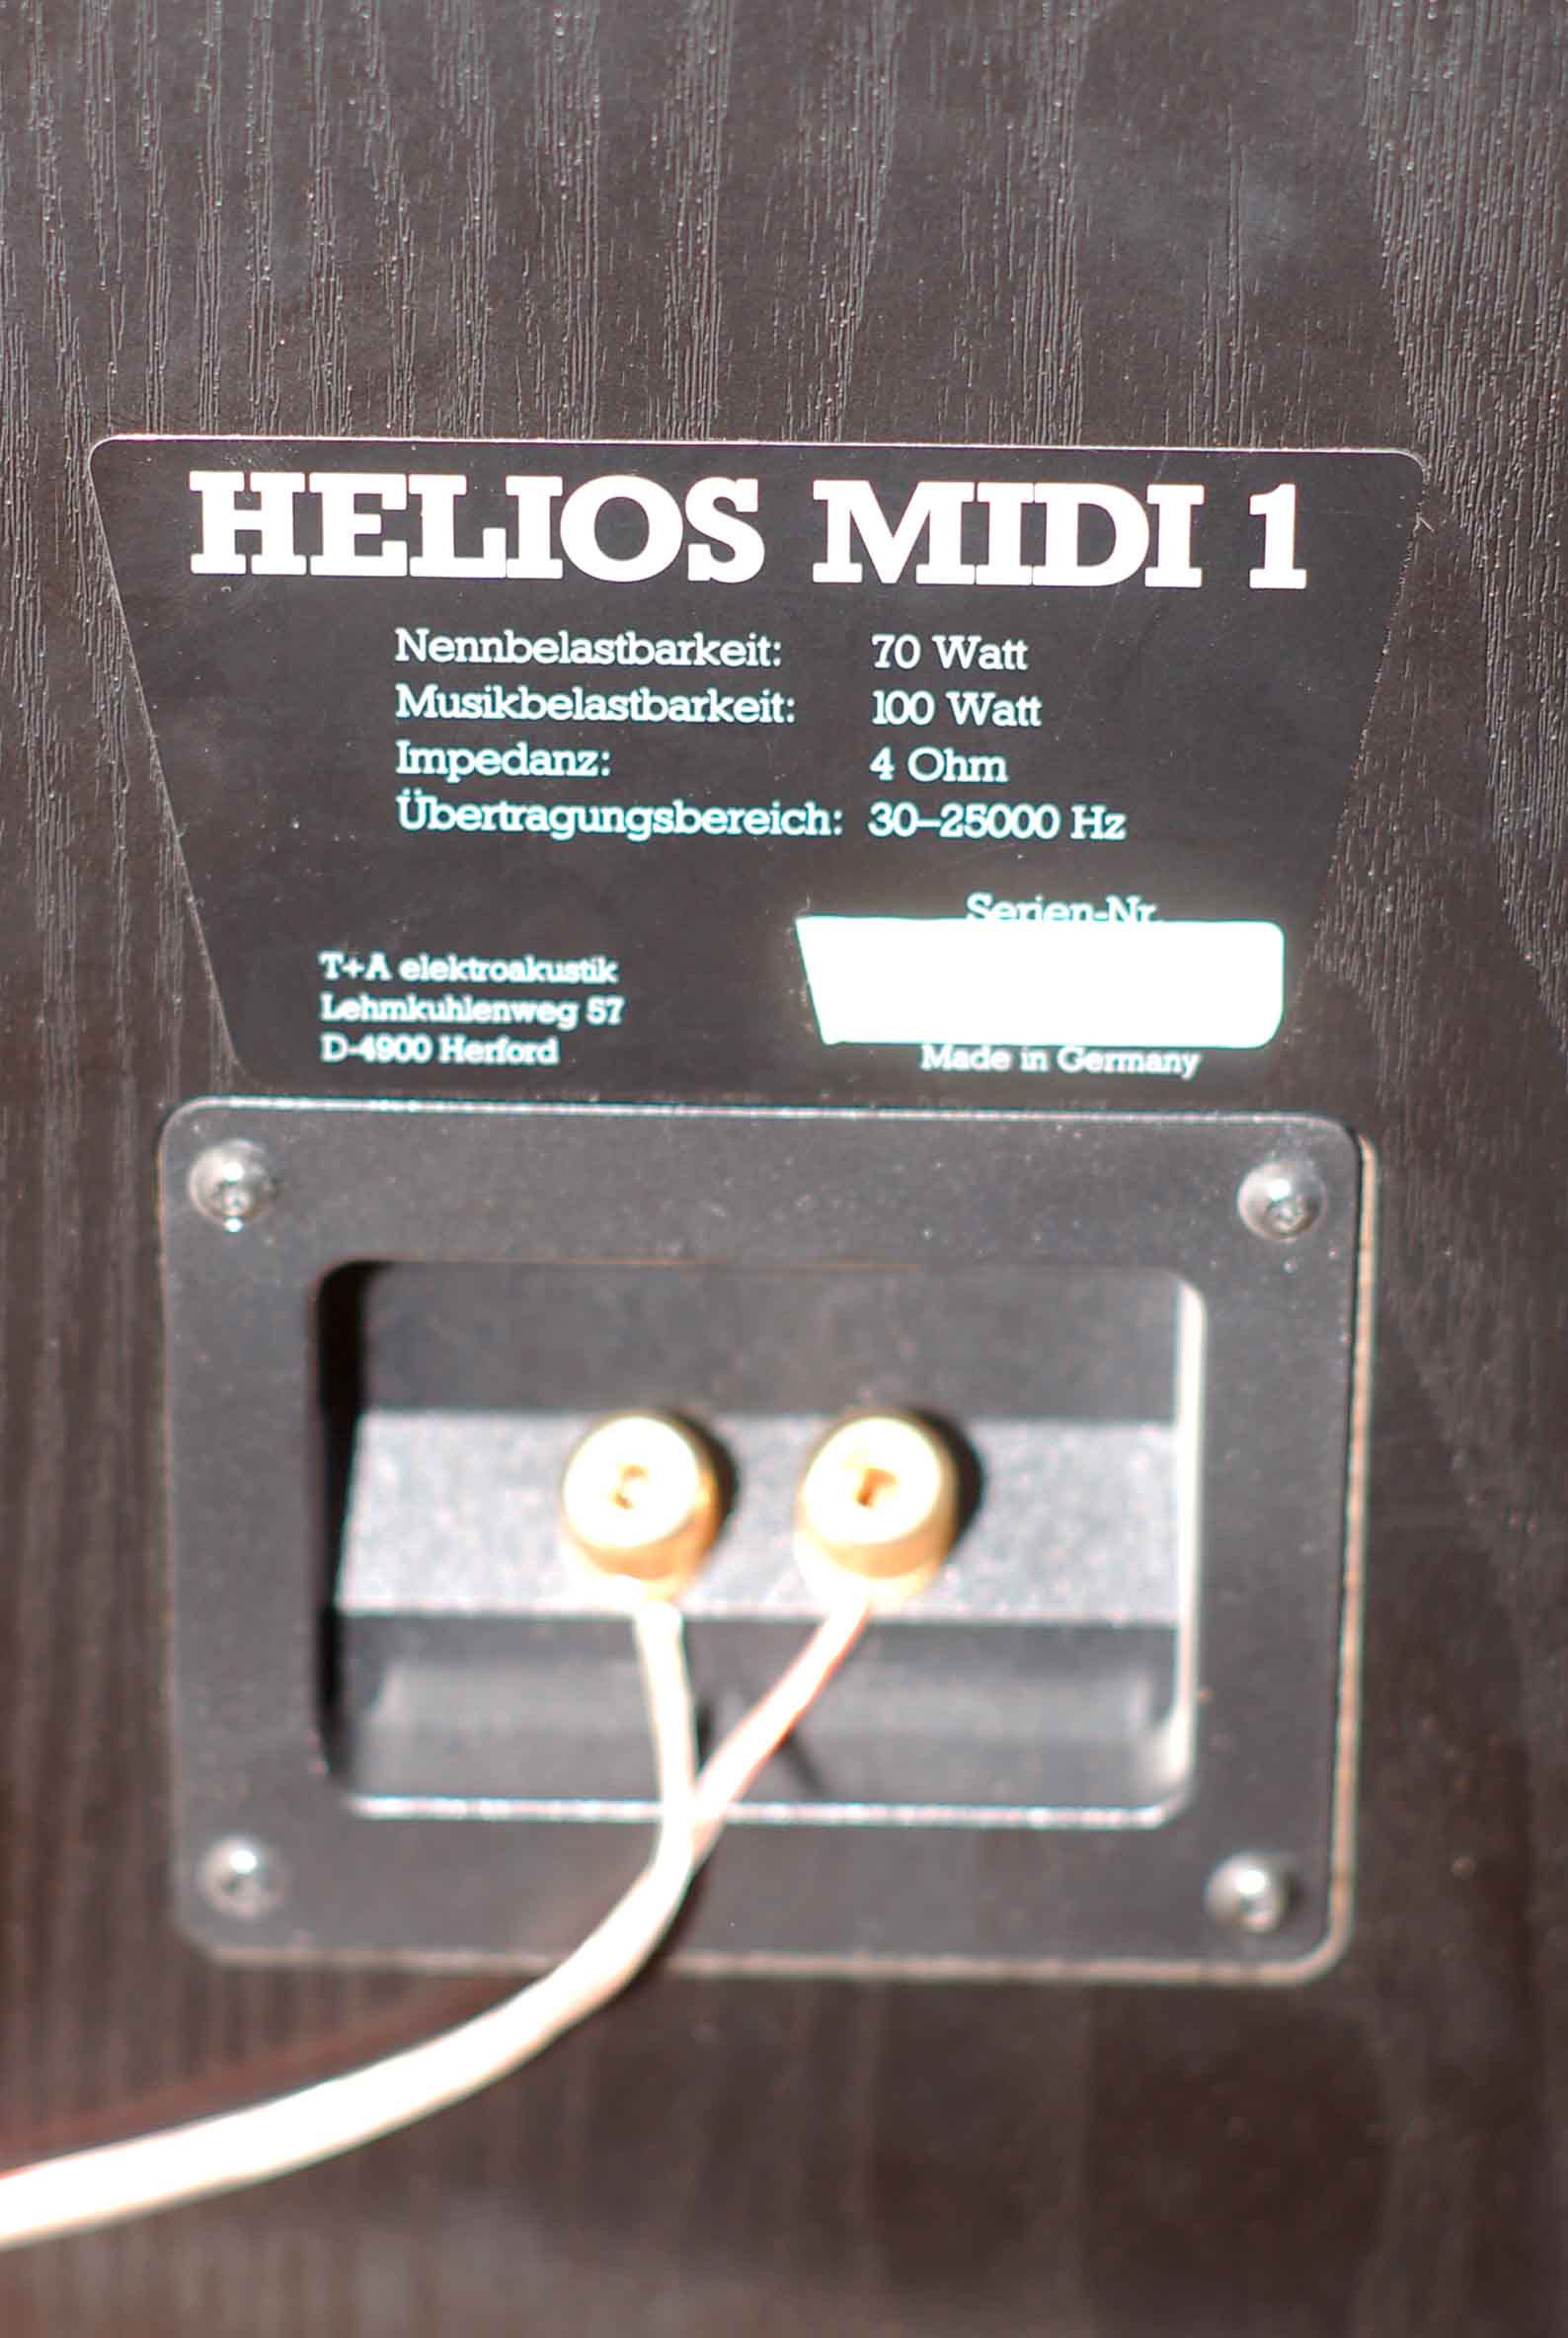 HELIOS MIDI 1
Nennbelastbarkeit: 70 Watt
Musikbelastbarkeit: 100 Watt
Impedanz: 4 Ohm
Übertragungsbereich: 30–25000 Hz
Serien-Nr.
T+A elektroakustik
Lehmkuhlenweg 57
D-4900 Herford
Made in Germany